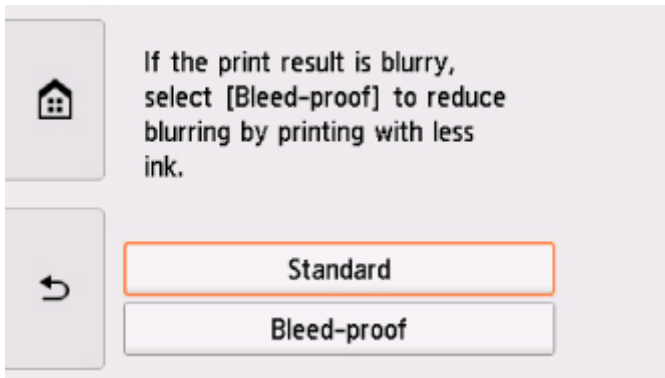 If the print result is blurry,
select [Bleed-proof] to reduce
blurring by printing with less
ink.
Standard
Bleed-proof